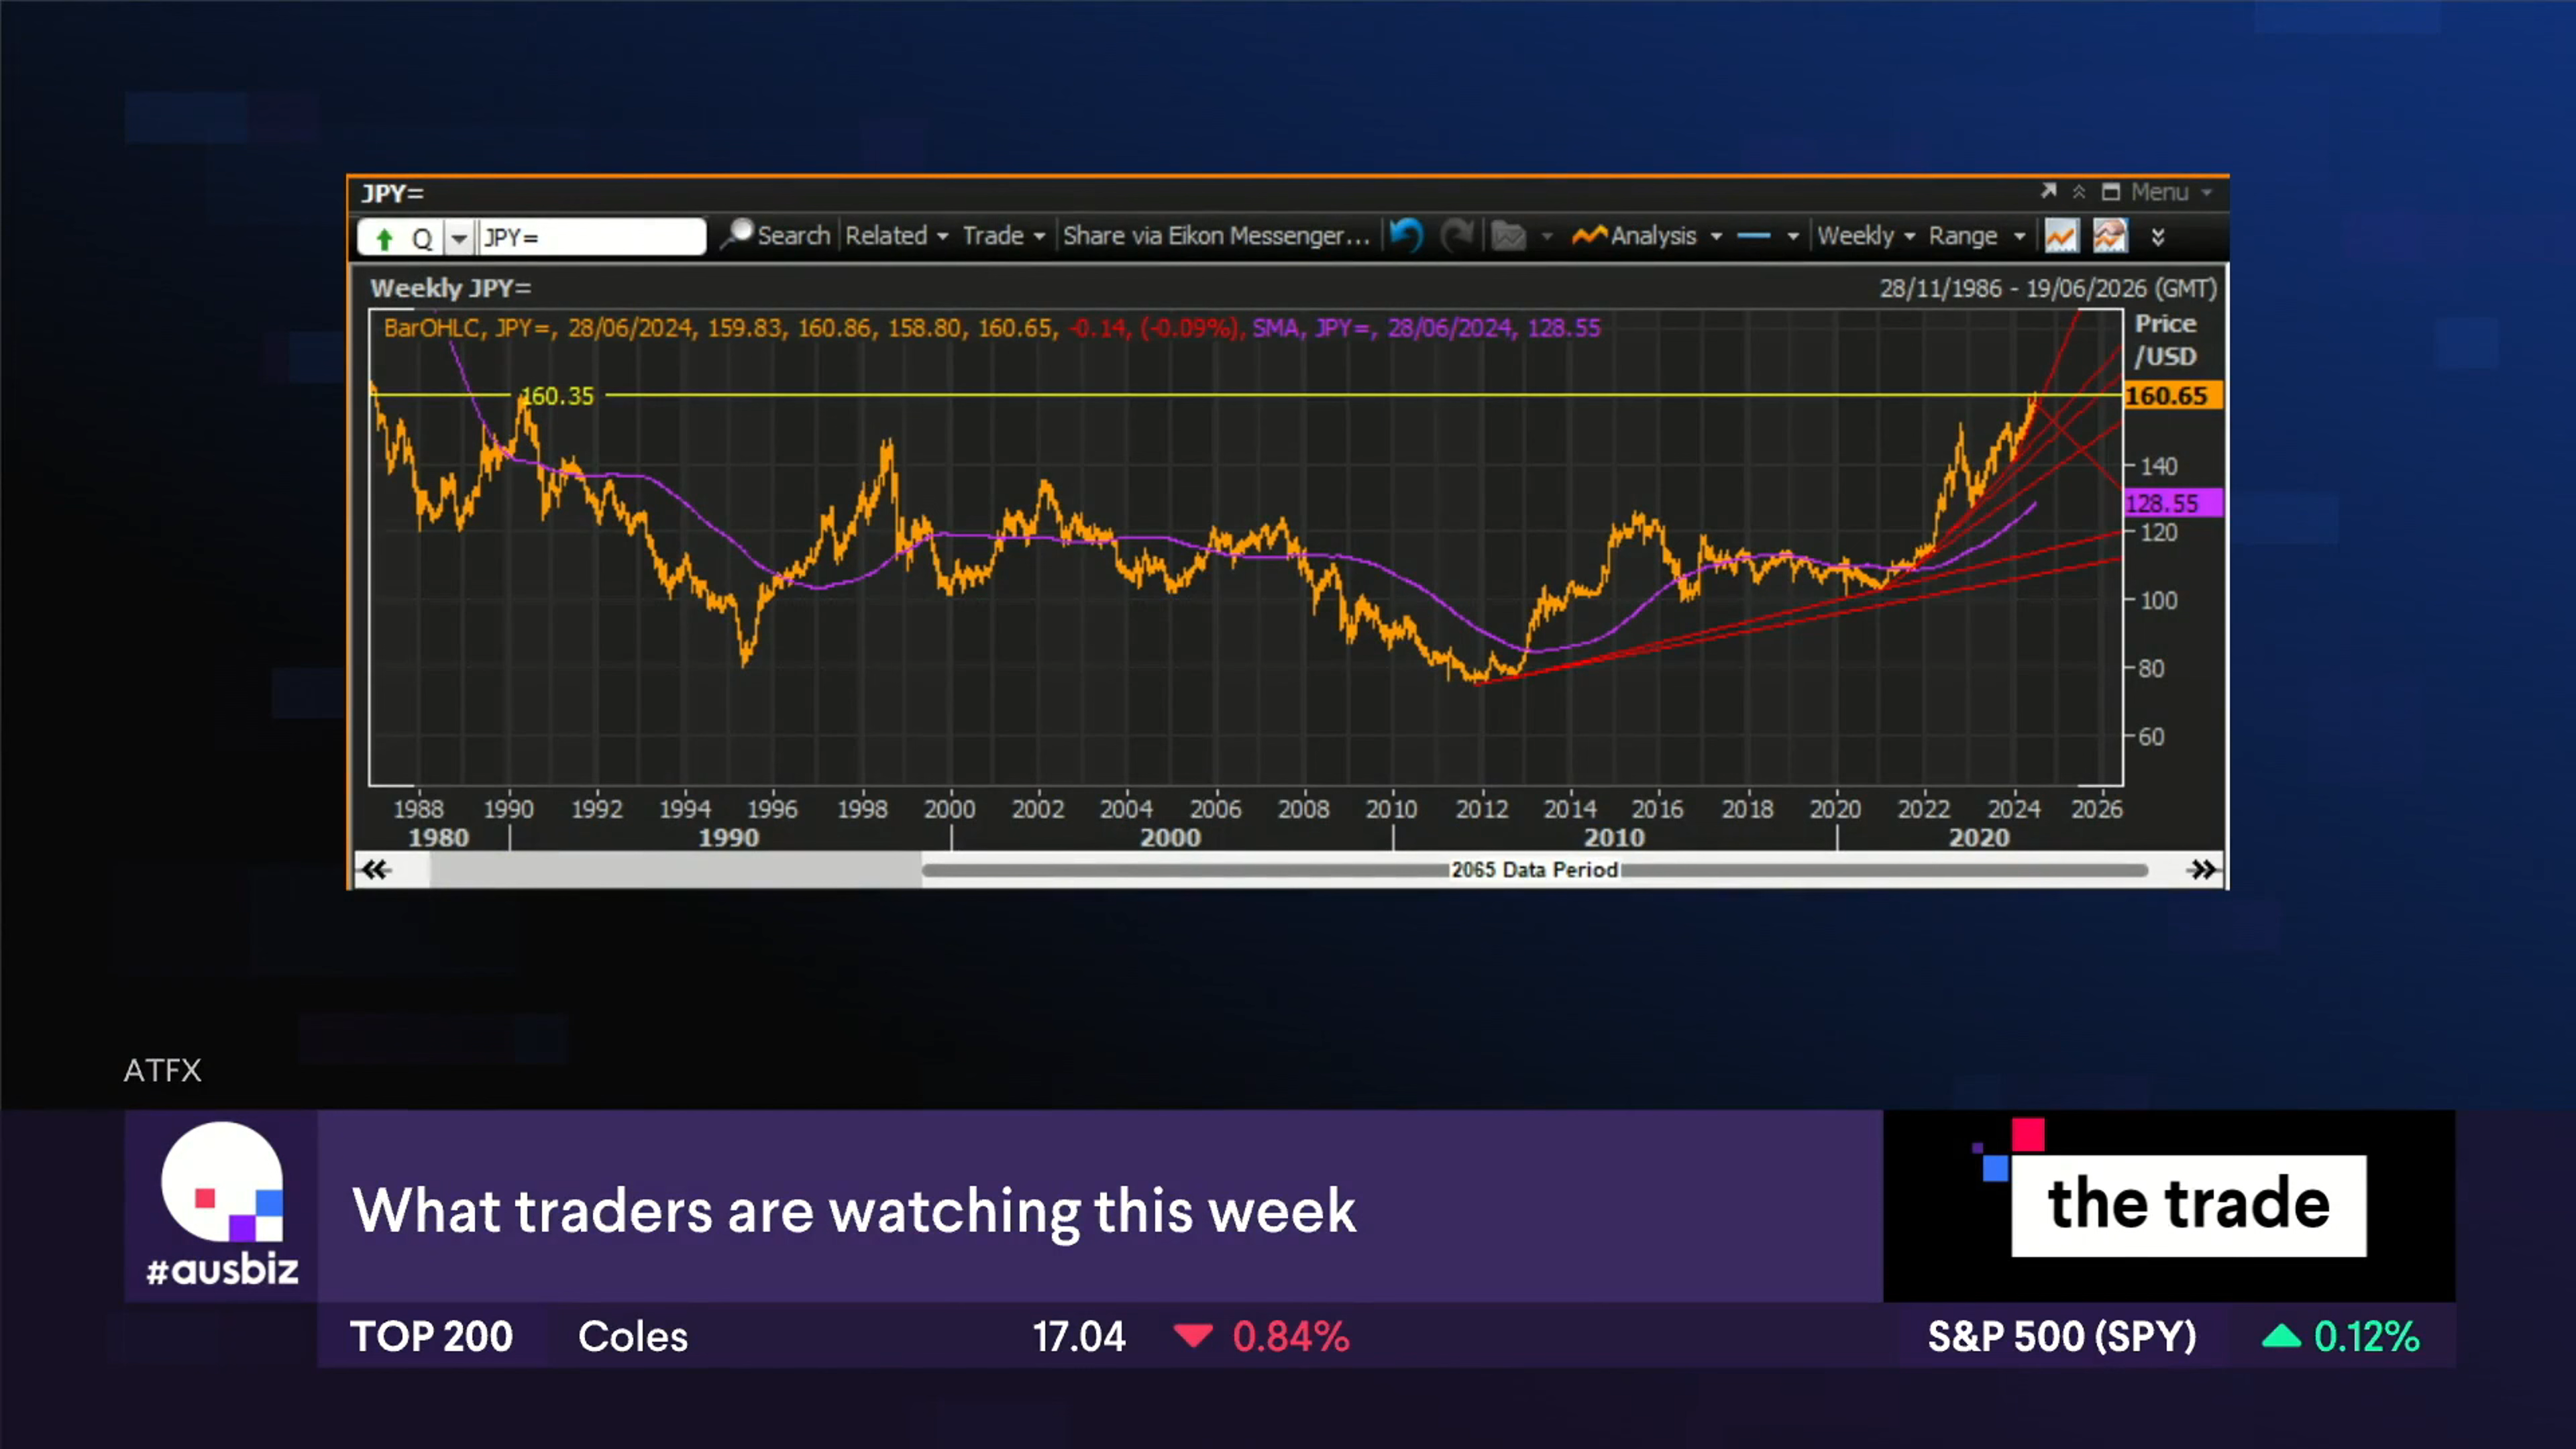 JPY=
Menu
Q JPY= Search Related Trade Share via Eikon Messenger... Analysis Weekly Range
Weekly JPY= 28/11/1986 - 19/06/2026 (GMT)
BarOHLC, JPY=, 28/06/2024, 159.83, 160.86, 158.80, 160.65, -0.14, (-0.09%), SMA, JPY=, 28/06/2024, 128.55
Price
/USD
160.35
160.65
140
128.55
120
100
80
60
1988 1990 1992 1994 1996 1998 2000 2002 2004 2006 2008 2010 2012 2014 2016 2018 2020 2022 2024 2026
1980 1990 2000 2010 2020
2065 Data Period
ATFX
#ausbiz
What traders are watching this week
the trade
TOP 200 Coles 17.04 0.84% S&P 500 (SPY) 0.12%